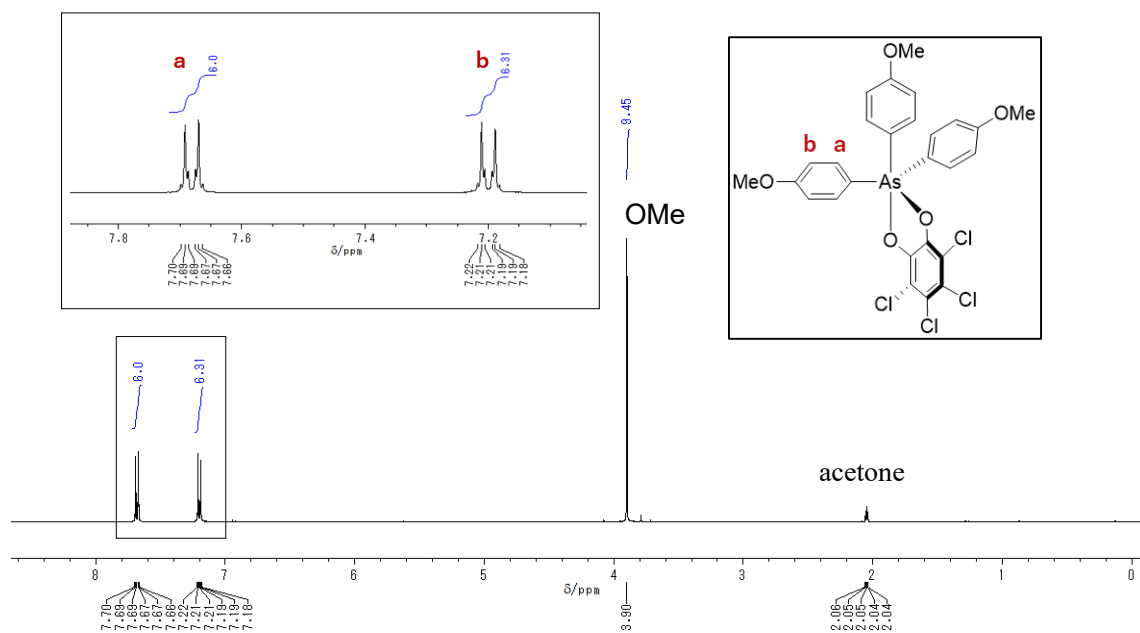 a
6.0
b
6.31
7.8
7.6
7.4
7.2
δ/ppm
7.70
7.69
7.69
7.67
7.67
7.66
7.22
7.21
7.21
7.19
7.19
7.18
9.45
OMe
OMe
OMe
b a
MeO
As
O
O
Cl
Cl
Cl
Cl
6.0
6.31
acetone
8
7
6
5
4
3
2
1
0
δ/ppm
7.70
7.69
7.69
7.67
7.67
7.66
7.22
7.21
7.21
7.19
7.19
7.18
3.90
2.06
2.05
2.05
2.04
2.04